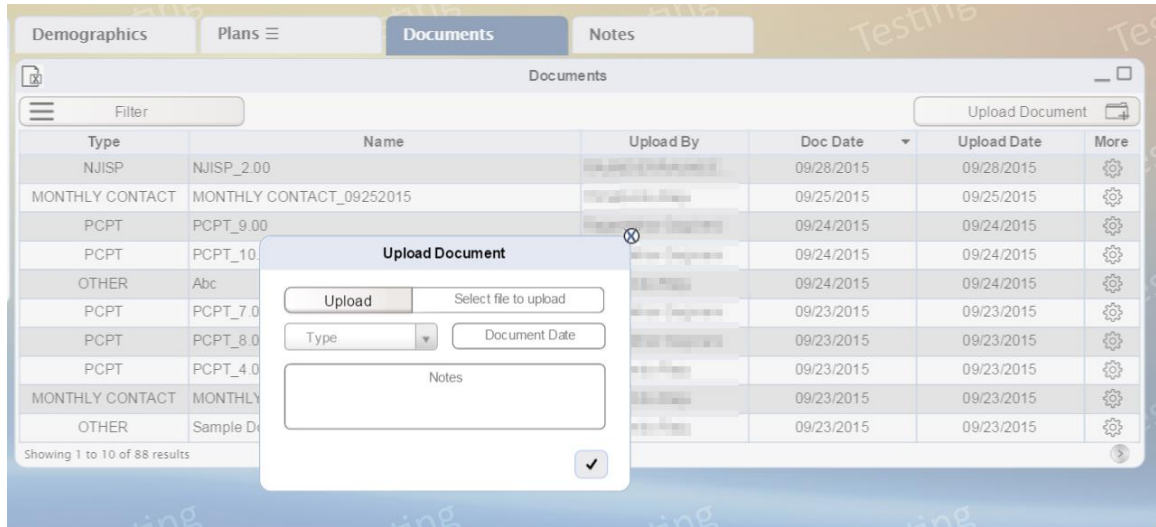 Testing
Demographics Plans Documents Notes
Documents
Filter Upload Document
Type Name Upload By Doc Date Upload Date More
NJISP NJISP_2.00 09/28/2015 09/28/2015
MONTHLY CONTACT MONTHLY CONTACT_09252015 09/25/2015 09/25/2015
PCPT PCPT_9.00 09/24/2015 09/24/2015
PCPT PCPT_10. 09/24/2015 09/24/2015
OTHER Abc 09/24/2015 09/24/2015
PCPT PCPT_7.0 09/23/2015 09/23/2015
PCPT PCPT_8.0 09/23/2015 09/23/2015
PCPT PCPT_4.0 09/23/2015 09/23/2015
MONTHLY CONTACT MONTHLY 09/23/2015 09/23/2015
OTHER Sample 09/23/2015 09/23/2015
Showing 1 to 10 of 88 results
Upload Document
Upload Select file to upload
Type Document Date
Notes